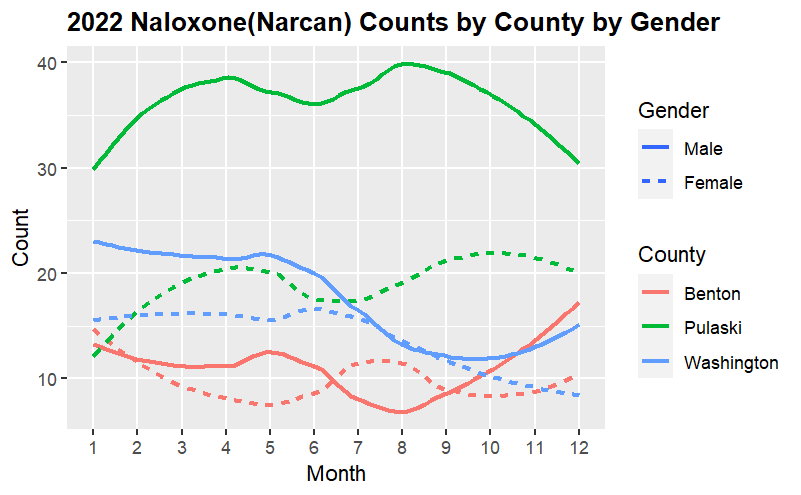 2022 Naloxone(Narcan) Counts by County by Gender
40
30
20
10
Count
1 2 3 4 5 6 7 8 9 10 11 12
Month
Gender
Male
Female
County
Benton
Pulaski
Washington